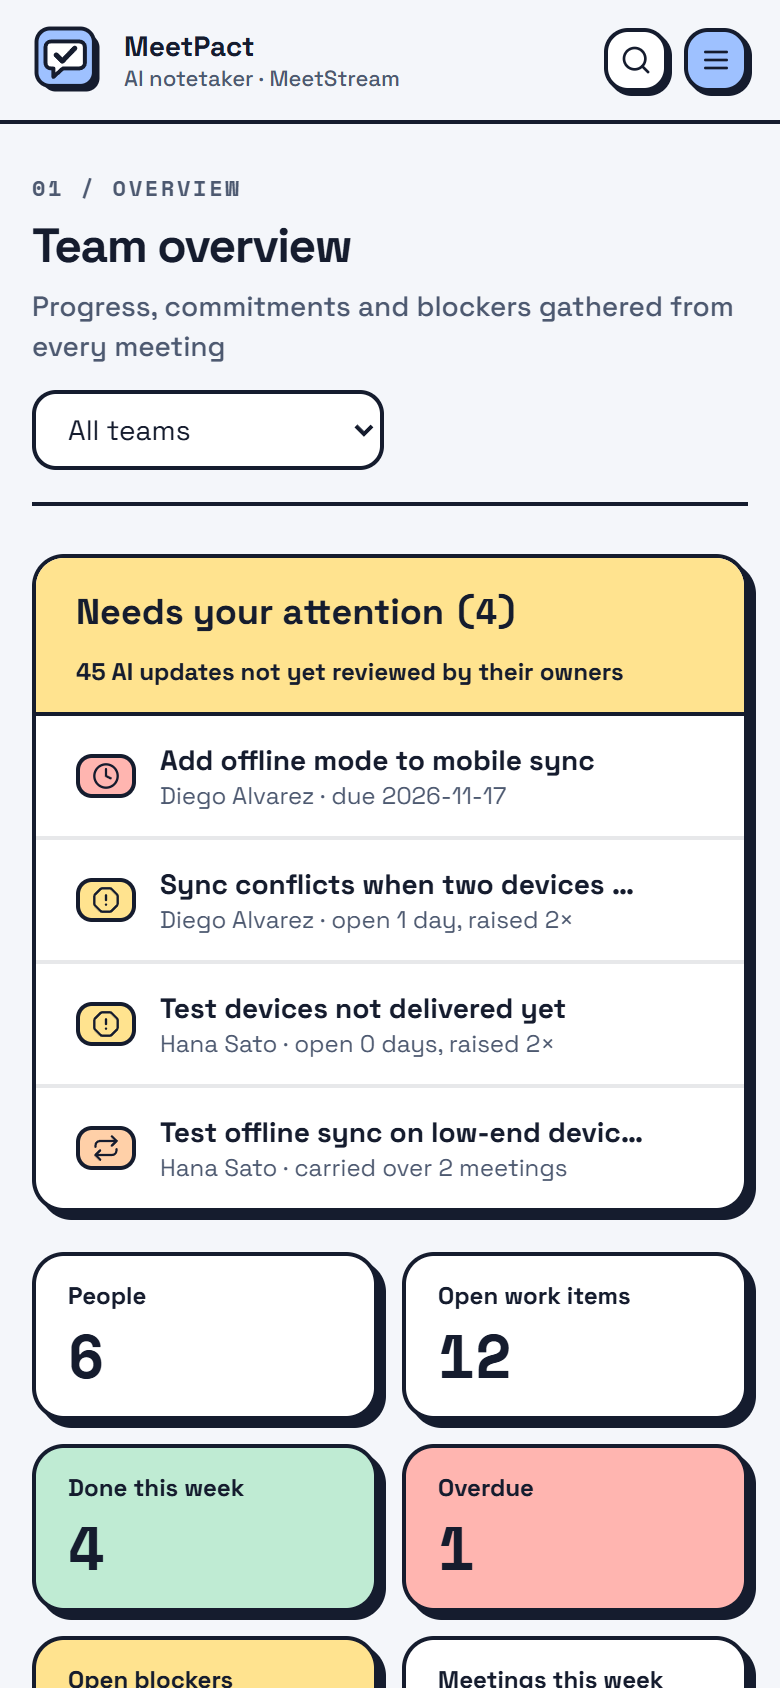 MeetPact
AI notetaker · MeetStream
01 / OVERVIEW
Team overview
Progress, commitments and blockers gathered from
every meeting
All teams
Needs your attention (4)
45 AI updates not yet reviewed by their owners
Add offline mode to mobile sync
Diego Alvarez · due 2026-11-17
Sync conflicts when two devices ...
Diego Alvarez · open 1 day, raised 2×
Test devices not delivered yet
Hana Sato · open 0 days, raised 2×
Test offline sync on low-end devic...
Hana Sato · carried over 2 meetings
People
6
Open work items
12
Done this week
4
Overdue
1
Open blockers
Meetings this week